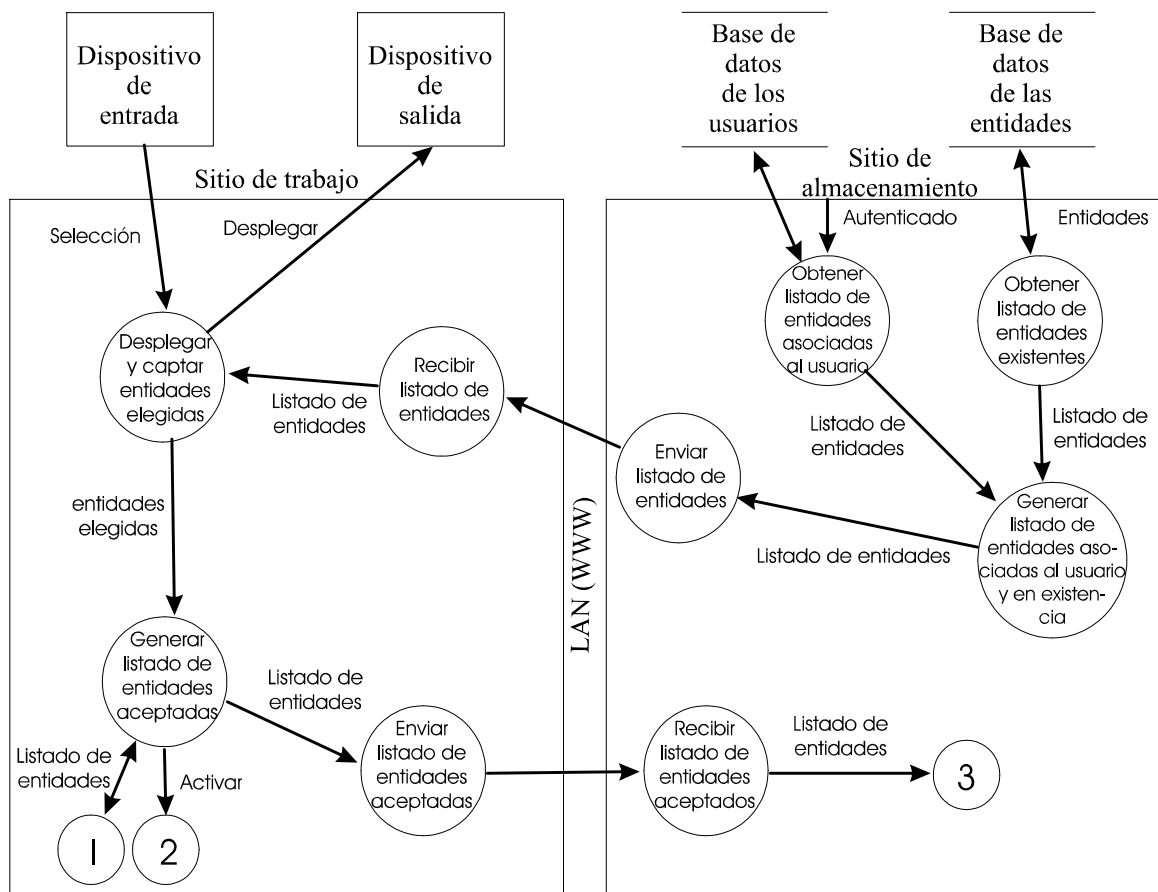 Dispositivo
de
entrada
Dispositivo
de
salida
Base de
datos
de los
usuarios
Base de
datos
de las
entidades
Sitio de trabajo
Sitio de
almacenamiento
Selección
Desplegar
Autenticado
Entidades
Desplegar
y captar
entidades
elegidas
Recibir
listado de
entidades
Listado de
entidades
Obtener
listado de
entidades
asociadas
al usuario
Obtener
listado de
entidades
existentes
Listado de
entidades
Listado de
entidades
Enviar
listado de
entidades
Generar
listado de
entidades aso-
ciadas al usuario
y en existen-
cia
Listado de entidades
entidades
elegidas
LAN (WWW)
Generar
listado de
entidades
aceptadas
Listado de
entidades
Enviar
listado de
entidades
aceptadas
Recibir
listado de
entidades
aceptados
Listado de
entidades
3
Listado de
entidades
Activar
1
2